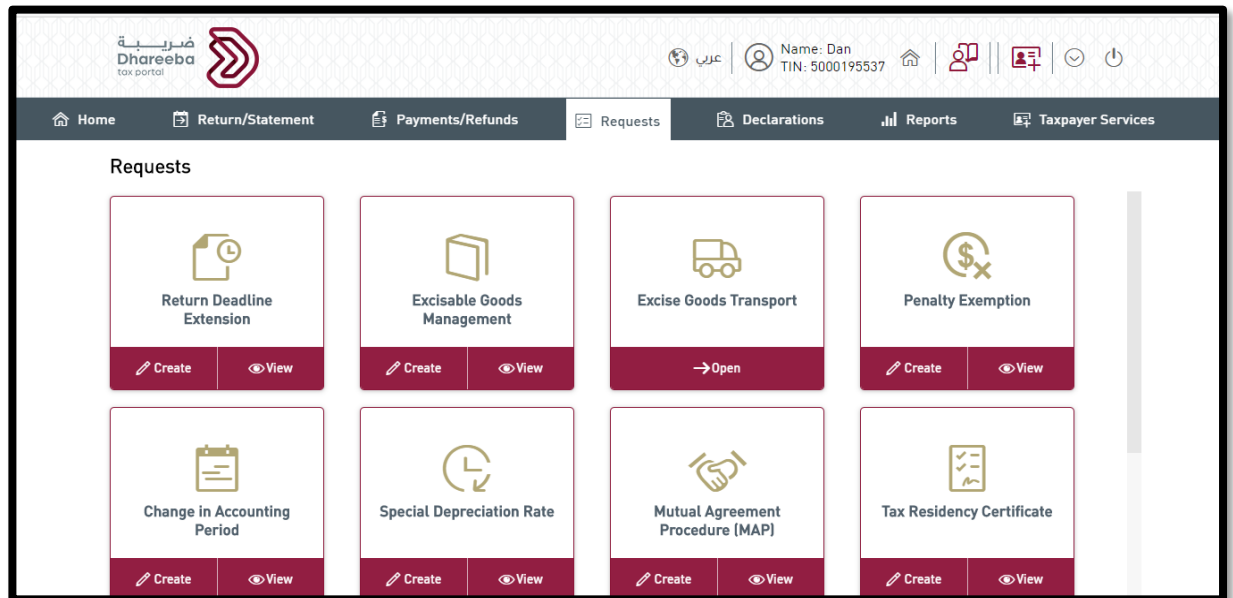 ضريبة
Dhareeba
tax portal
عربي
Name: Dan
TIN: 5000195537
Home
Return/Statement
Payments/Refunds
Requests
Declarations
Reports
Taxpayer Services
Requests
Return Deadline
Extension
Create
View
Excisable Goods
Management
Create
View
Excise Goods Transport
Open
Penalty Exemption
Create
View
Change in Accounting
Period
Create
View
Special Depreciation Rate
Create
View
Mutual Agreement
Procedure (MAP)
Create
View
Tax Residency Certificate
Create
View